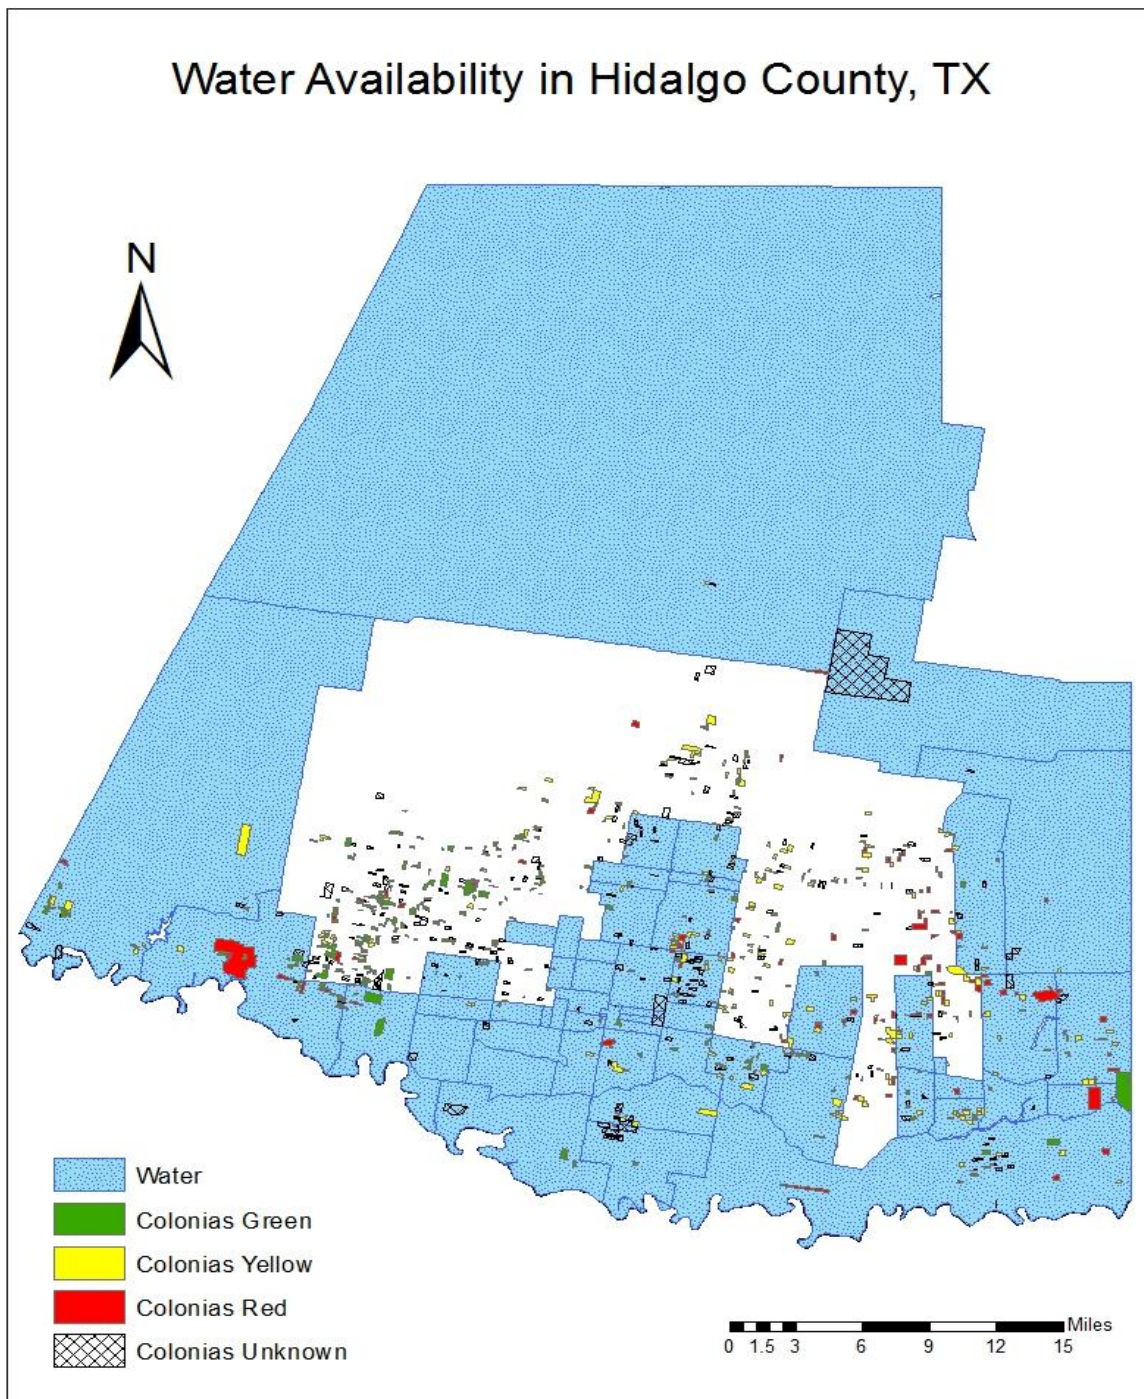 Water Availability in Hidalgo County, TX
N
Water
Colonias Green
Colonias Yellow
Colonias Red
Colonias Unknown
Miles
0 1.5 3 6 9 12 15